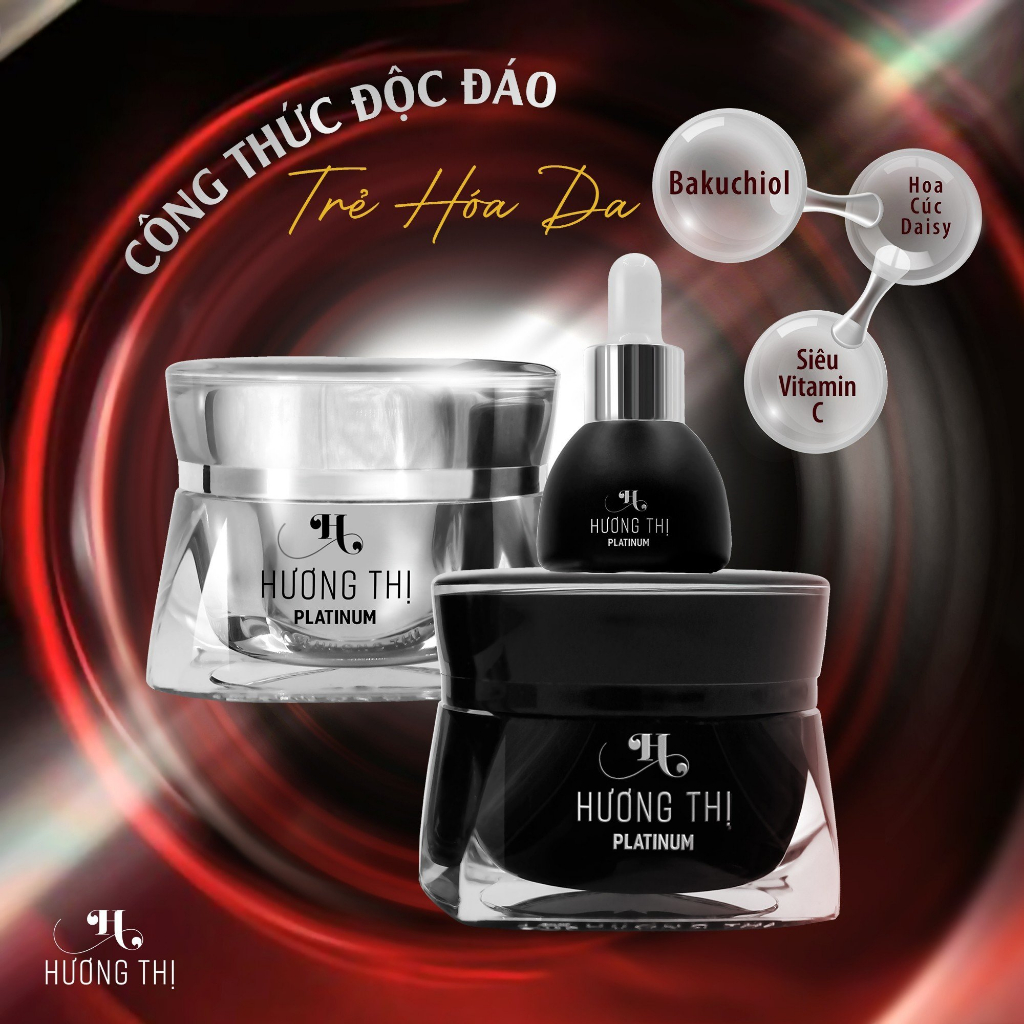 CÔNG THỨC ĐỘC ĐÁO
Trẻ Hóa Da
Bakuchiol
Hoa
Cúc
Daisy
Siêu
Vitamin
C
H
HƯƠNG THỊ
PLATINUM
H
HƯƠNG THỊ
PLATINUM
H
HƯƠNG THỊ
PLATINUM
H
HƯƠNG THỊ